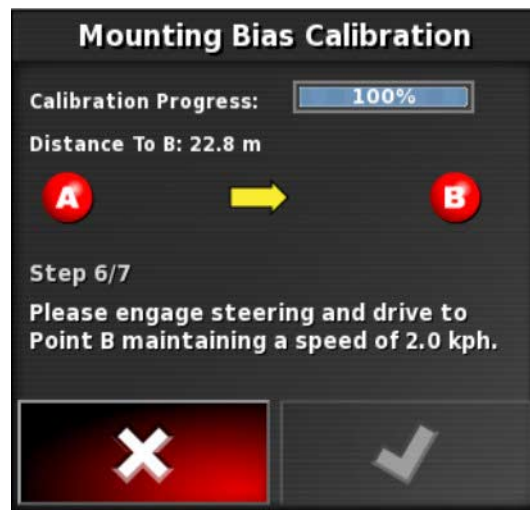 Mounting Bias Calibration
Calibration Progress: 100%
Distance To B: 22.8 m
A B
Step 6/7
Please engage steering and drive to
Point B maintaining a speed of 2.0 kph.